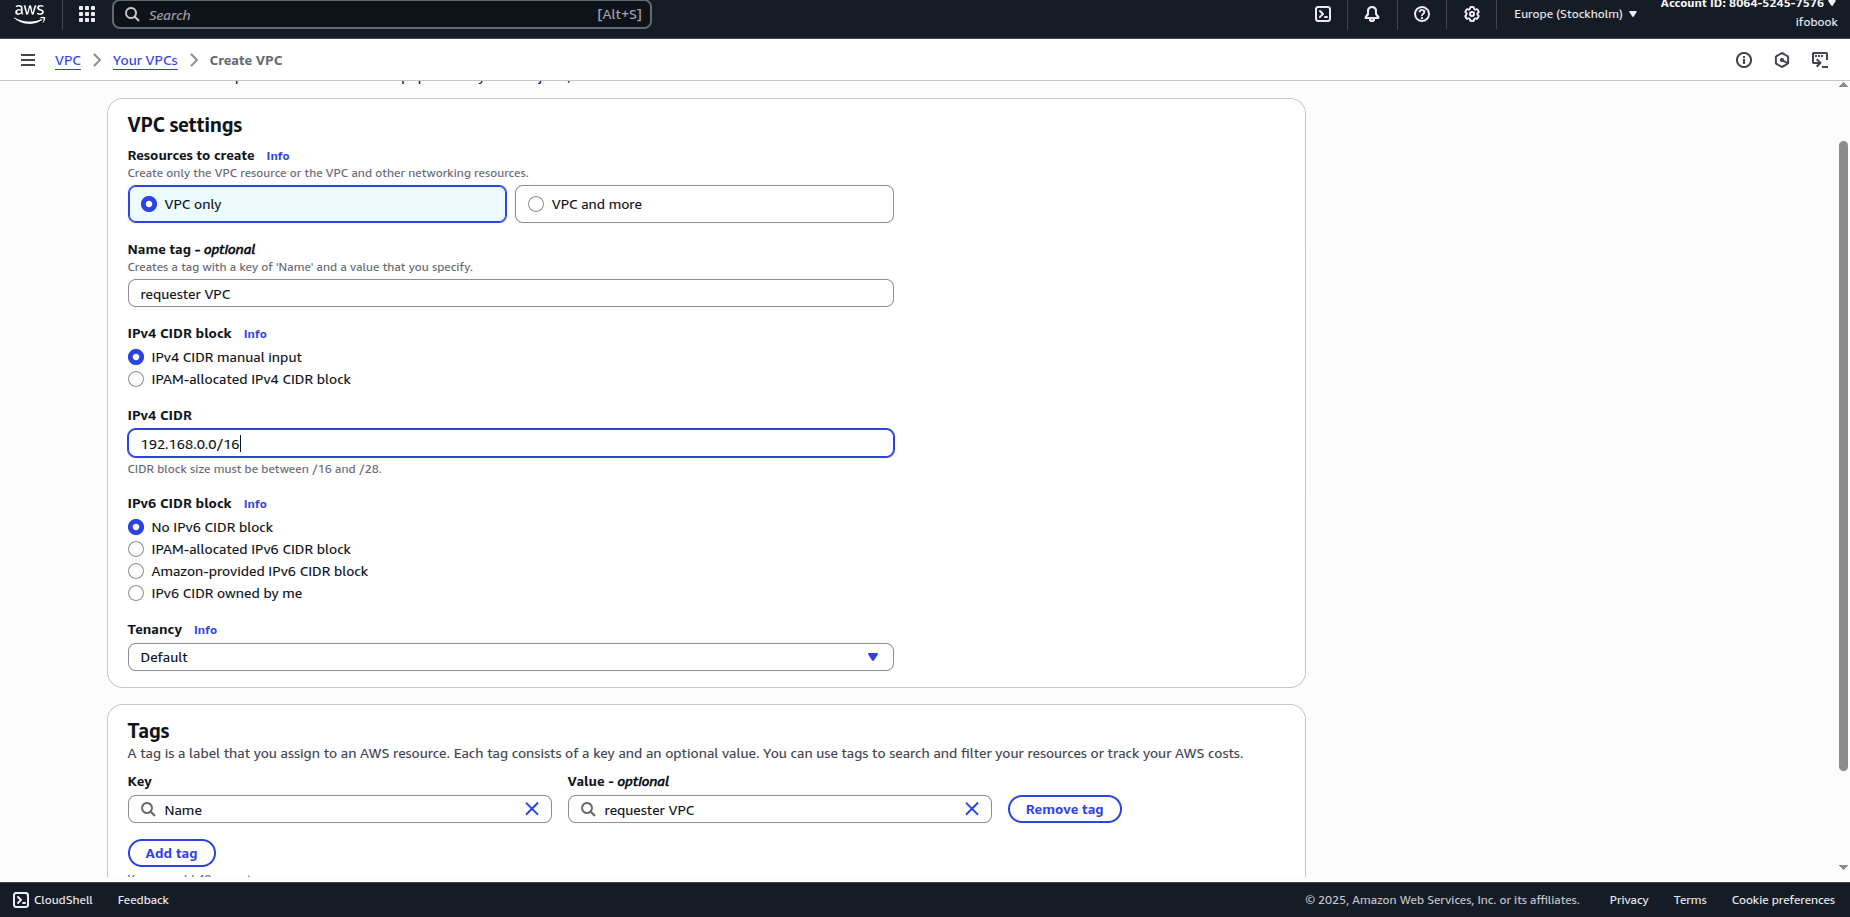 aws
Search
[Alt+S]
Europe (Stockholm)
Account ID: 8064-5245-7576
ifobook
VPC
Your VPCs
Create VPC
VPC settings
Resources to create Info
Create only the VPC resource or the VPC and other networking resources.
VPC only
VPC and more
Name tag – optional
Creates a tag with a key of 'Name' and a value that you specify.
requester VPC
IPv4 CIDR block Info
IPv4 CIDR manual input
IPAM-allocated IPv4 CIDR block
IPv4 CIDR
192.168.0.0/16
CIDR block size must be between /16 and /28.
IPv6 CIDR block Info
No IPv6 CIDR block
IPAM-allocated IPv6 CIDR block
Amazon-provided IPv6 CIDR block
IPv6 CIDR owned by me
Tenancy Info
Default
Tags
A tag is a label that you assign to an AWS resource. Each tag consists of a key and an optional value. You can use tags to search and filter your resources or track your AWS costs.
Key
Value – optional
Name
requester VPC
Remove tag
Add tag
CloudShell
Feedback
© 2025, Amazon Web Services, Inc. or its affiliates.
Privacy
Terms
Cookie preferences